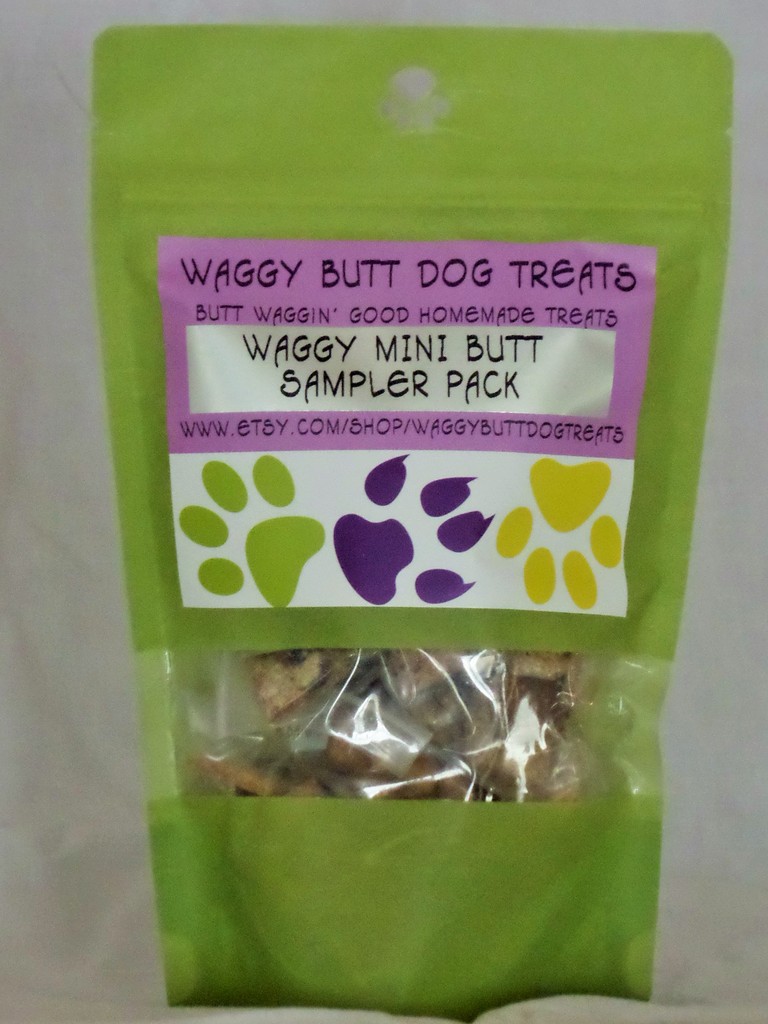 WAGGY BUTT DOG TREATS
BUTT WAGGIN' GOOD HOMEMADE TREATS
WAGGY MINI BUTT
SAMPLER PACK
WWW.ETSY.COM/SHOP/WAGGYBUTTDOGTREATS